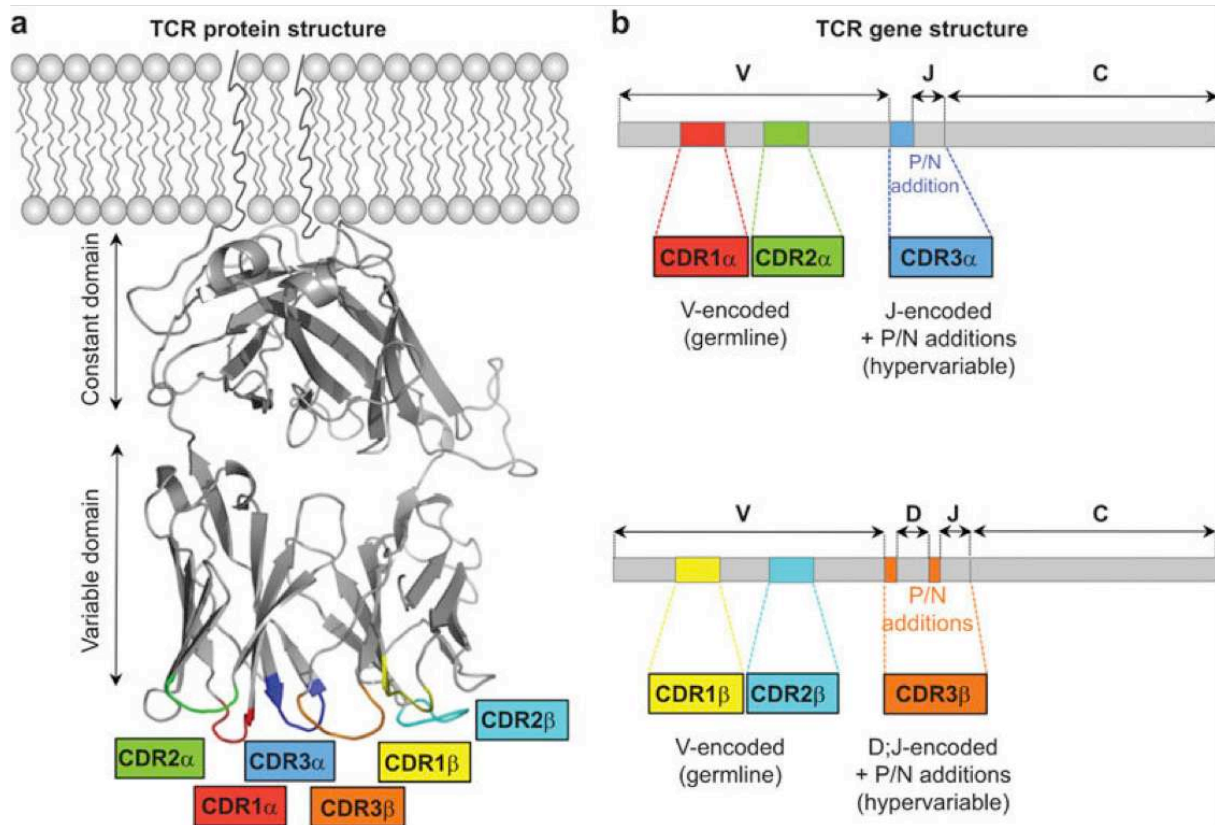 a
TCR protein structure
Constant domain
Variable domain
CDR2α
CDR1α
CDR3α
CDR3β
CDR1β
CDR2β
b
TCR gene structure
V
J
C
P/N
addition
CDR1α
CDR2α
CDR3α
V-encoded
(germline)
J-encoded
+ P/N additions
(hypervariable)
V
D
J
C
P/N
additions
CDR1β
CDR2β
CDR3β
V-encoded
(germline)
D;J-encoded
+ P/N additions
(hypervariable)